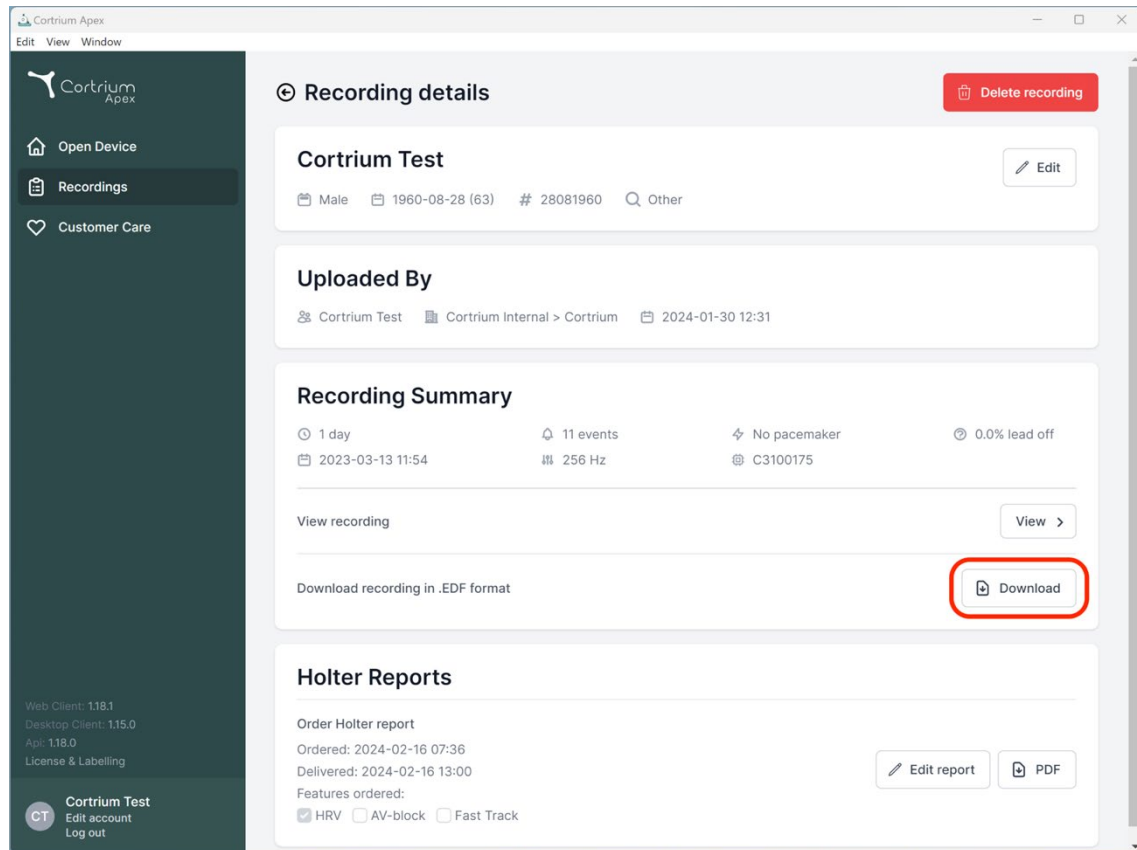 Cortrium Apex
Edit View Window
Cortrium
Apex
Open Device
Recordings
Customer Care
Web Client: 1.18.1
Desktop Client: 1.15.0
Api: 1.18.0
License & Labelling
CT
Cortrium Test
Edit account
Log out
Recording details
Delete recording
Cortrium Test
Edit
Male 1960-08-28 (63) # 28081960 Other
Uploaded By
Cortrium Test Cortrium Internal > Cortrium 2024-01-30 12:31
Recording Summary
1 day 11 events No pacemaker 0.0% lead off
2023-03-13 11:54 256 Hz C3100175
View recording View >
Download recording in .EDF format Download
Holter Reports
Order Holter report
Ordered: 2024-02-16 07:36
Delivered: 2024-02-16 13:00
Edit report PDF
Features ordered:
HRV AV-block Fast Track